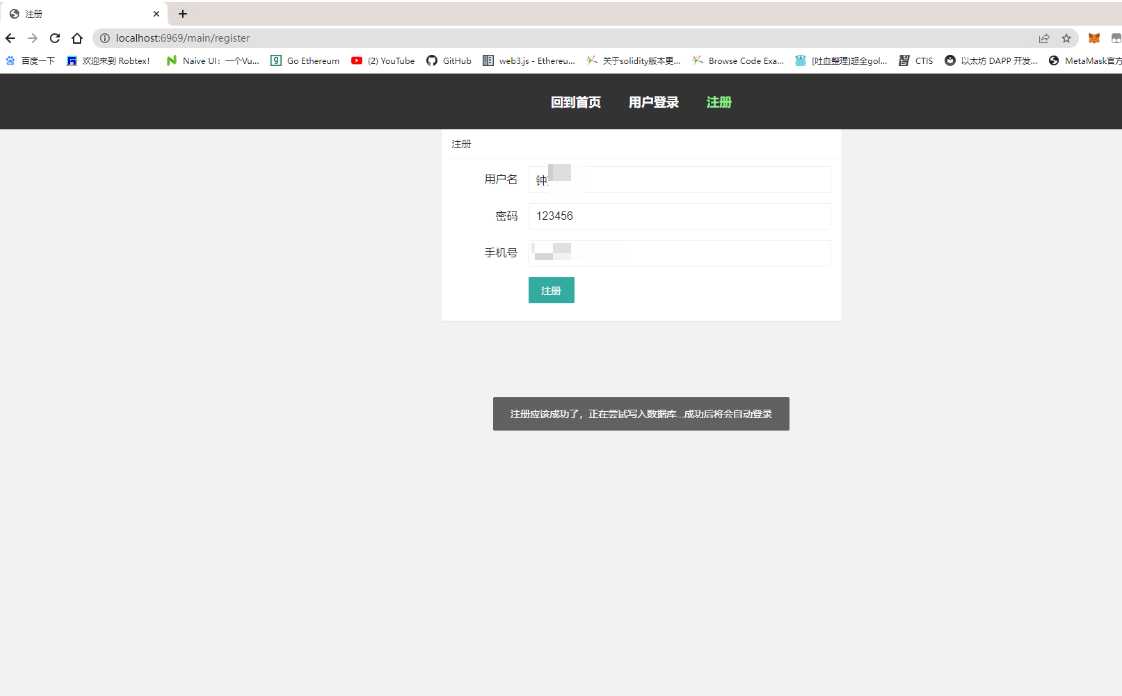 注册
localhost:6969/main/register
百度一下 欢迎来到 Robtex! Naive UI: 一个Vu... Go Ethereum (2) YouTube GitHub web3.js - Ethereu... 关于solidity版本更... Browse Code Exa... [吐血整理]超全gol... CTIS 以太坊 DAPP 开发... MetaMask官方
回到首页 用户登录 注册
注册
用户名 钟
密码 123456
手机号
注册
注册应该成功了，正在尝试写入数据库...成功后将会自动登录